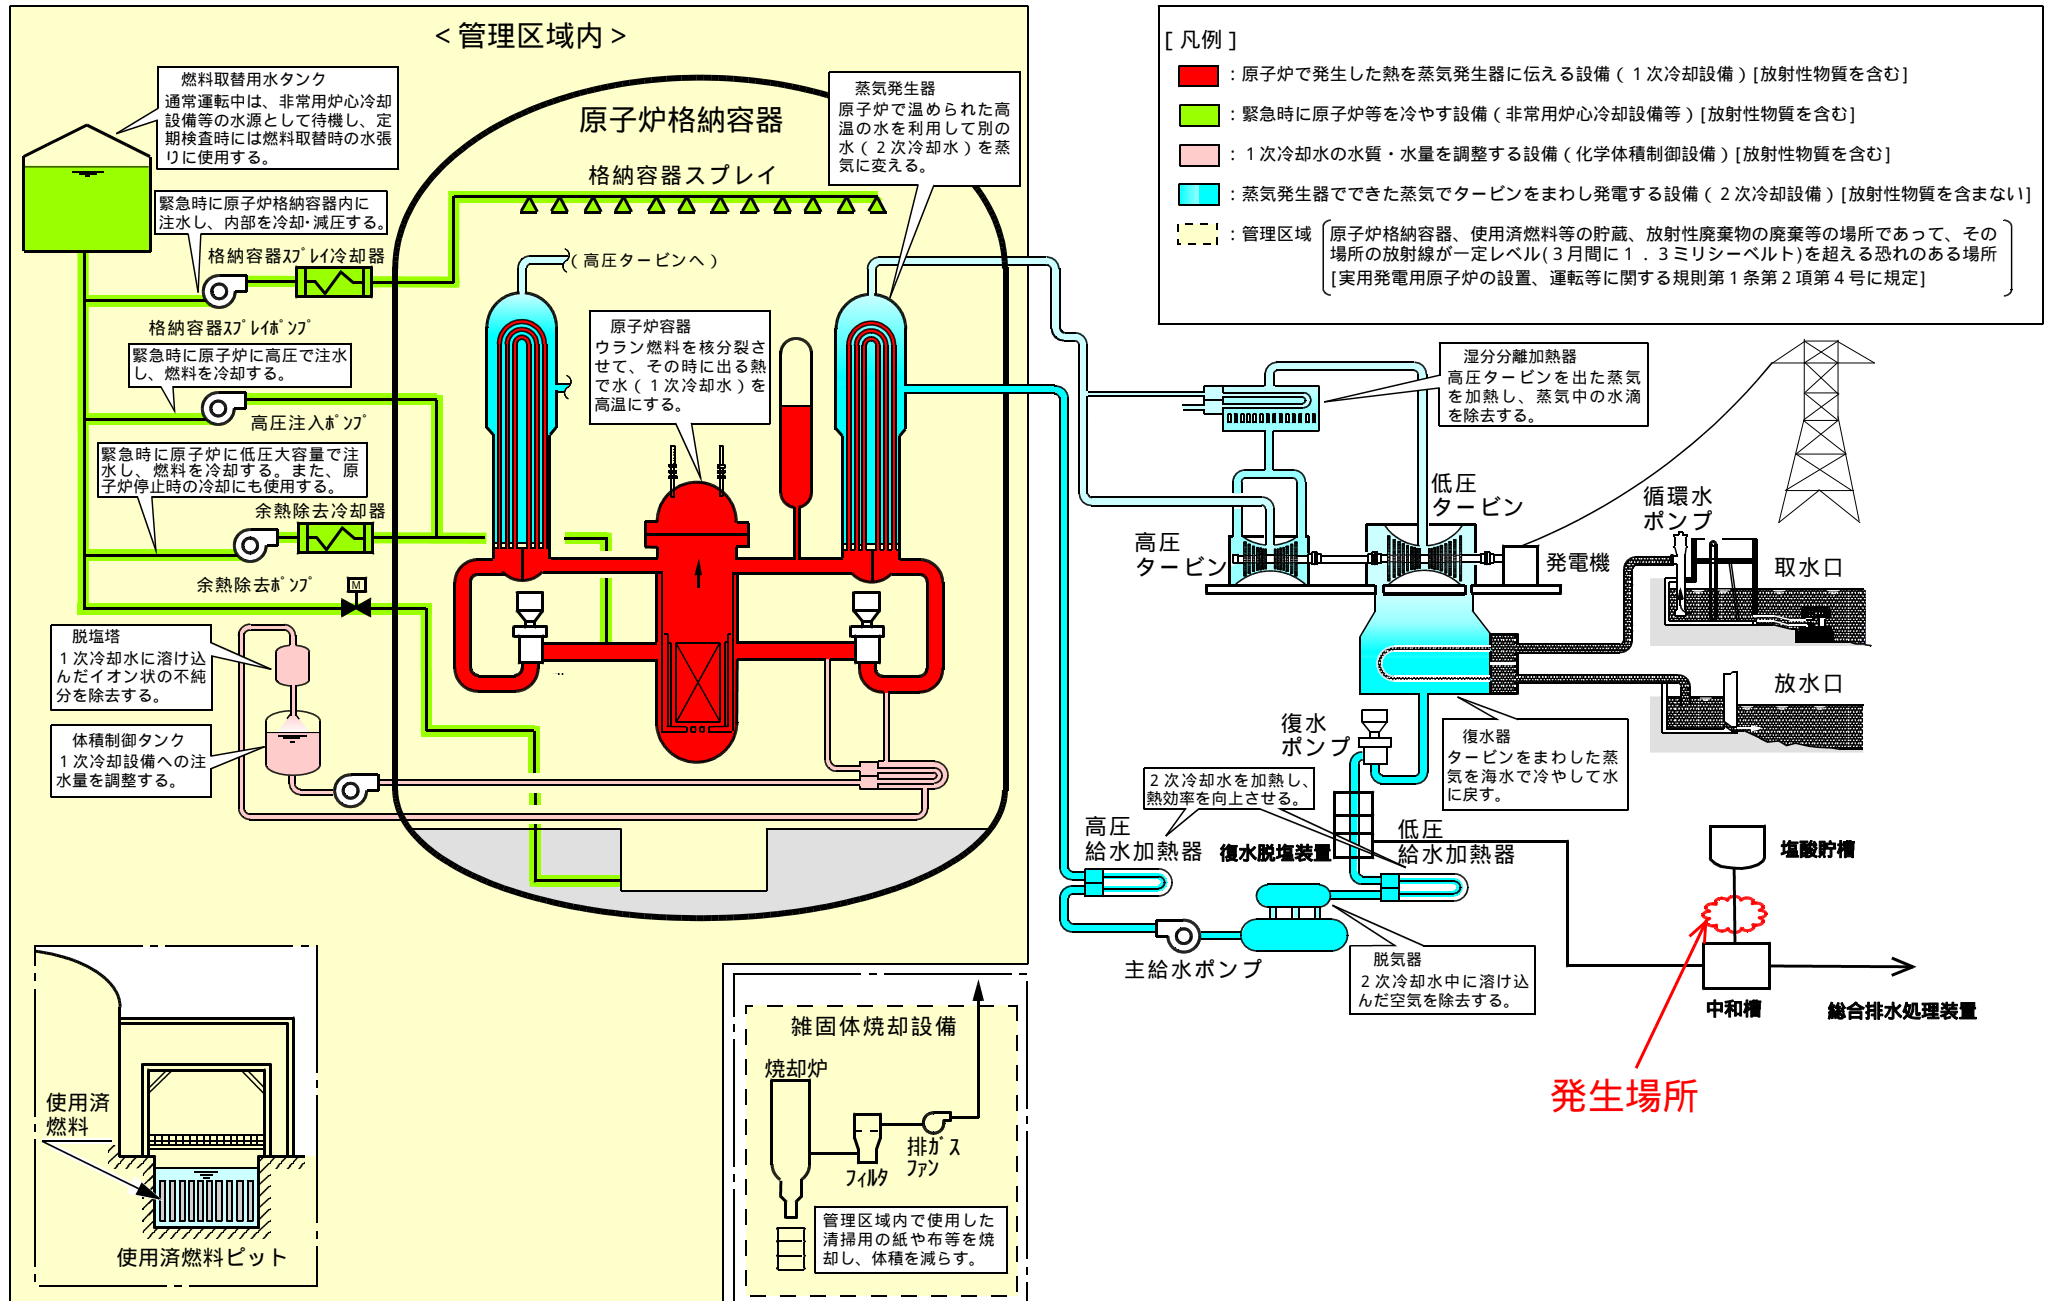 ＜管理区域内＞
燃料取替用水タンク
通常運転中は、非常用炉心冷却
設備等の水源として待機し、定
期検査時には燃料取替時の水張
りに使用する。
緊急時に原子炉格納容器内に
注水し、内部を冷却・減圧する。
格納容器ｽﾌﾟﾚｲ冷却器
格納容器ｽﾌﾟﾚｲﾎﾟﾝﾌﾟ
緊急時に原子炉に高圧で注水
し、燃料を冷却する。
高圧注入ﾎﾟﾝﾌﾟ
緊急時に原子炉に低圧大容量で注
水し、燃料を冷却する。また、原
子炉停止時の冷却にも使用する。
余熱除去冷却器
余熱除去ﾎﾟﾝﾌﾟ
M
脱塩塔
１次冷却水に溶け込
んだイオン状の不純
分を除去する。
体積制御タンク
１次冷却設備への注
水量を調整する。
原子炉格納容器
格納容器スプレイ
（高圧タービンへ）
蒸気発生器
原子炉で温められた高
温の水を利用して別の
水（２次冷却水）を蒸
気に変える。
原子炉容器
ウラン燃料を核分裂さ
せて、その時に出る熱
で水（１次冷却水）を
高温にする。
使用済
燃料
使用済燃料ピット
雑固体焼却設備
焼却炉
フィルタ
排ｶﾞｽ
ファン
管理区域内で使用した
清掃用の紙や布等を焼
却し、体積を減らす。
[凡例]
：原子炉で発生した熱を蒸気発生器に伝える設備（１次冷却設備）[放射性物質を含む]
：緊急時に原子炉等を冷やす設備（非常用炉心冷却設備等）[放射性物質を含む]
：１次冷却水の水質・水量を調整する設備（化学体積制御設備）[放射性物質を含む]
：蒸気発生器でできた蒸気でタービンをまわし発電する設備（２次冷却設備）[放射性物質を含まない]
：管理区域
原子炉格納容器、使用済燃料等の貯蔵、放射性廃棄物の廃棄等の場所であって、その
場所の放射線が一定レベル(３月間に１．３ミリシーベルト)を超える恐れのある場所
[実用発電用原子炉の設置、運転等に関する規則第１条第２項第４号に規定]
湿分分離加熱器
高圧タービンを出た蒸気
を加熱し、蒸気中の水滴
を除去する。
高圧
タービン
低圧
タービン
発電機
循環水
ポンプ
取水口
放水口
復水
ポンプ
復水器
タービンをまわした蒸
気を海水で冷やして水
に戻す。
２次冷却水を加熱し、
熱効率を向上させる。
高圧
給水加熱器
復水脱塩装置
低圧
給水加熱器
主給水ポンプ
脱気器
２次冷却水中に溶け込
んだ空気を除去する。
塩酸貯槽
中和槽
総合排水処理装置
発生場所